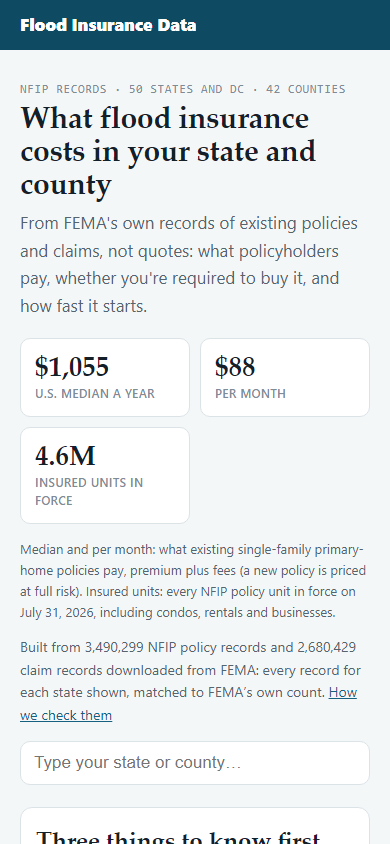 Flood Insurance Data
NFIP RECORDS · 50 STATES AND DC · 42 COUNTIES
What flood insurance
costs in your state and
county
From FEMA's own records of existing policies
and claims, not quotes: what policyholders
pay, whether you're required to buy it, and
how fast it starts.
$1,055
U.S. MEDIAN A YEAR
$88
PER MONTH
4.6M
INSURED UNITS IN
FORCE
Median and per month: what existing single-family primary-
home policies pay, premium plus fees (a new policy is priced
at full risk). Insured units: every NFIP policy unit in force on
July 31, 2026, including condos, rentals and businesses.
Built from 3,490,299 NFIP policy records and 2,680,429
claim records downloaded from FEMA: every record for
each state shown, matched to FEMA’s own count. How
we check them
Type your state or county…
Three things to know first